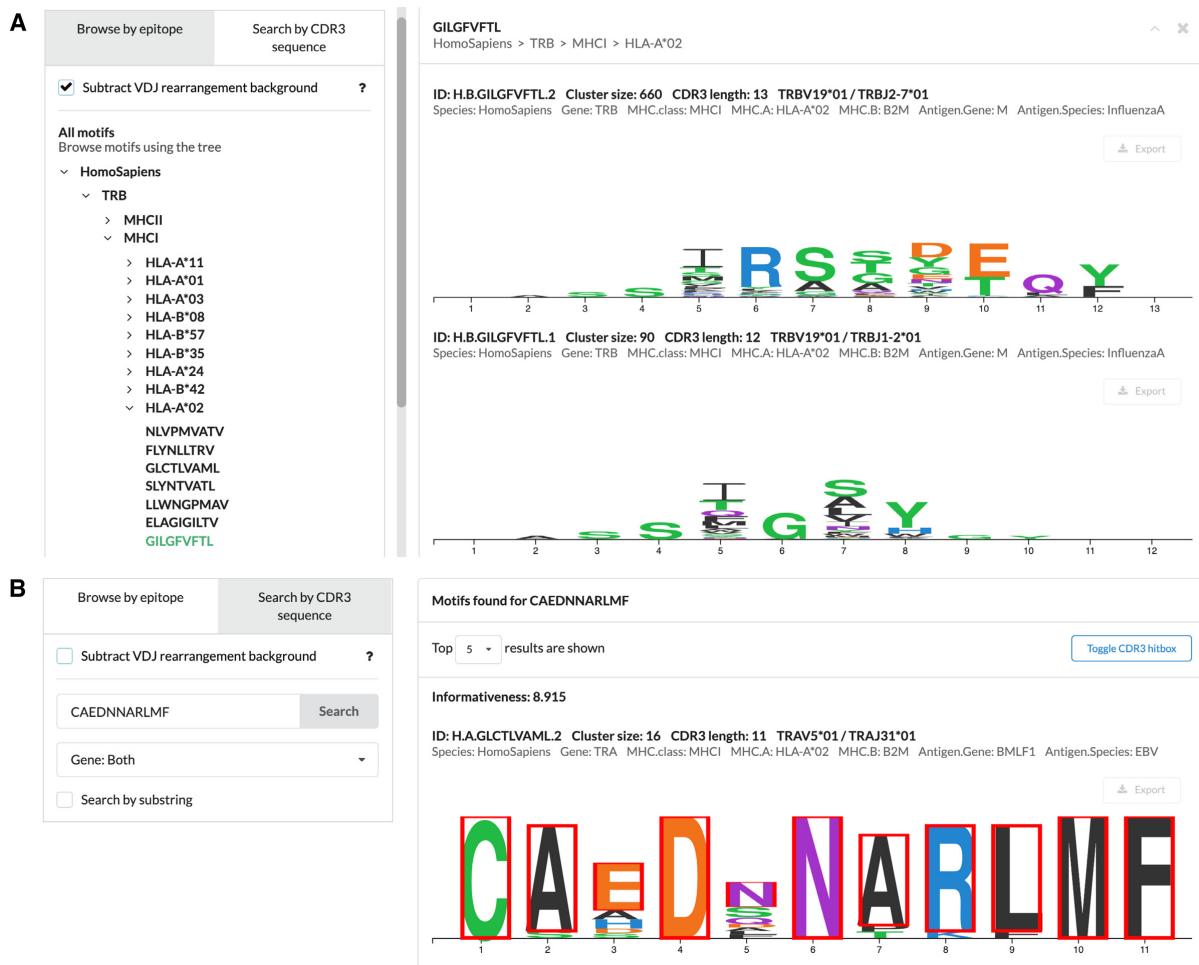 A
Browse by epitope
Search by CDR3
sequence
Subtract VDJ rearrangement background ?
All motifs
Browse motifs using the tree
HomoSapiens
TRB
MHCII
MHCI
HLA-A*11
HLA-A*01
HLA-A*03
HLA-B*08
HLA-B*57
HLA-B*35
HLA-A*24
HLA-B*42
HLA-A*02
NLVPMVATV
FLYNLLTRV
GLCTLVAML
SLYNTVATL
LLWNGPMAV
ELAGIGILTV
GILGFVFTL
GILGFVFTL
HomoSapiens > TRB > MHCI > HLA-A*02
ID: H.B.GILGFVFTL.2 Cluster size: 660 CDR3 length: 13 TRBV19*01 / TRBJ2-7*01
Species: HomoSapiens Gene: TRB MHC.class: MHCI MHC.A: HLA-A*02 MHC.B: B2M Antigen.Gene: M Antigen.Species: InfluenzaA
Export
I R S S D E Q Y
1 2 3 4 5 6 7 8 9 10 11 12 13
ID: H.B.GILGFVFTL.1 Cluster size: 90 CDR3 length: 12 TRBV19*01 / TRBJ1-2*01
Species: HomoSapiens Gene: TRB MHC.class: MHCI MHC.A: HLA-A*02 MHC.B: B2M Antigen.Gene: M Antigen.Species: InfluenzaA
Export
S S I G S Y
1 2 3 4 5 6 7 8 9 10 11 12
B
Browse by epitope
Search by CDR3
sequence
Subtract VDJ rearrangement background ?
CAEDNNARLMF Search
Gene: Both
Search by substring
Motifs found for CAEDNNARLMF
Top 5 results are shown
Toggle CDR3 hitbox
Informativeness: 8.915
ID: H.A.GLCTLVAML.2 Cluster size: 16 CDR3 length: 11 TRAV5*01 / TRAJ31*01
Species: HomoSapiens Gene: TRA MHC.class: MHCI MHC.A: HLA-A*02 MHC.B: B2M Antigen.Gene: BMLF1 Antigen.Species: EBV
Export
C A E D N N A R L M F
1 2 3 4 5 6 7 8 9 10 11